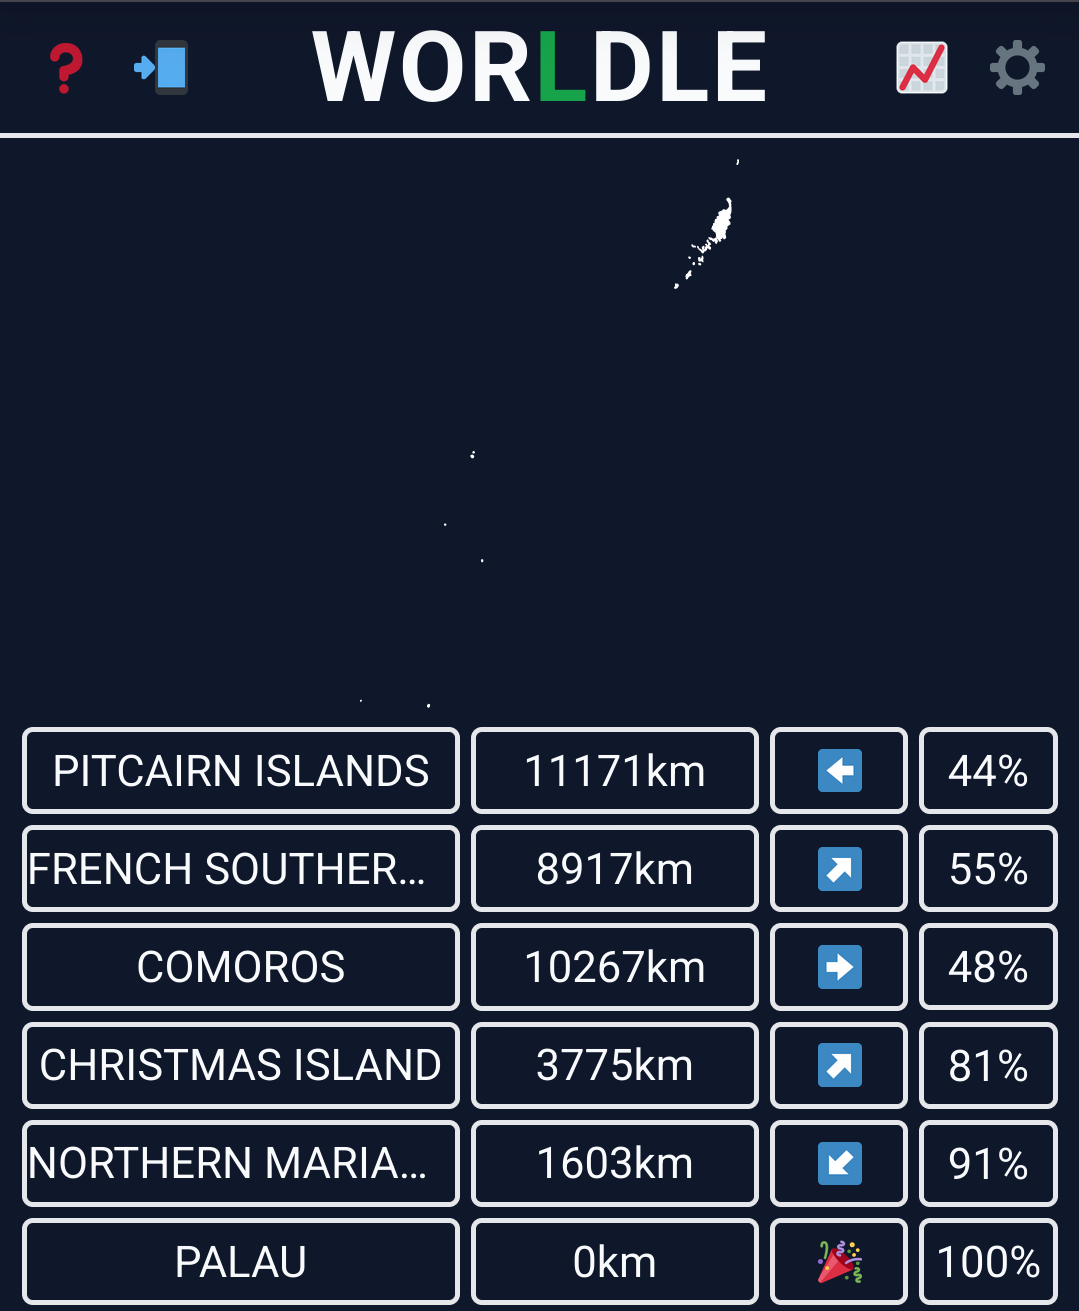 WORLDLE
PITCAIRN ISLANDS 11171km 44%
FRENCH SOUTHER... 8917km 55%
COMOROS 10267km 48%
CHRISTMAS ISLAND 3775km 81%
NORTHERN MARIA... 1603km 91%
PALAU 0km 100%